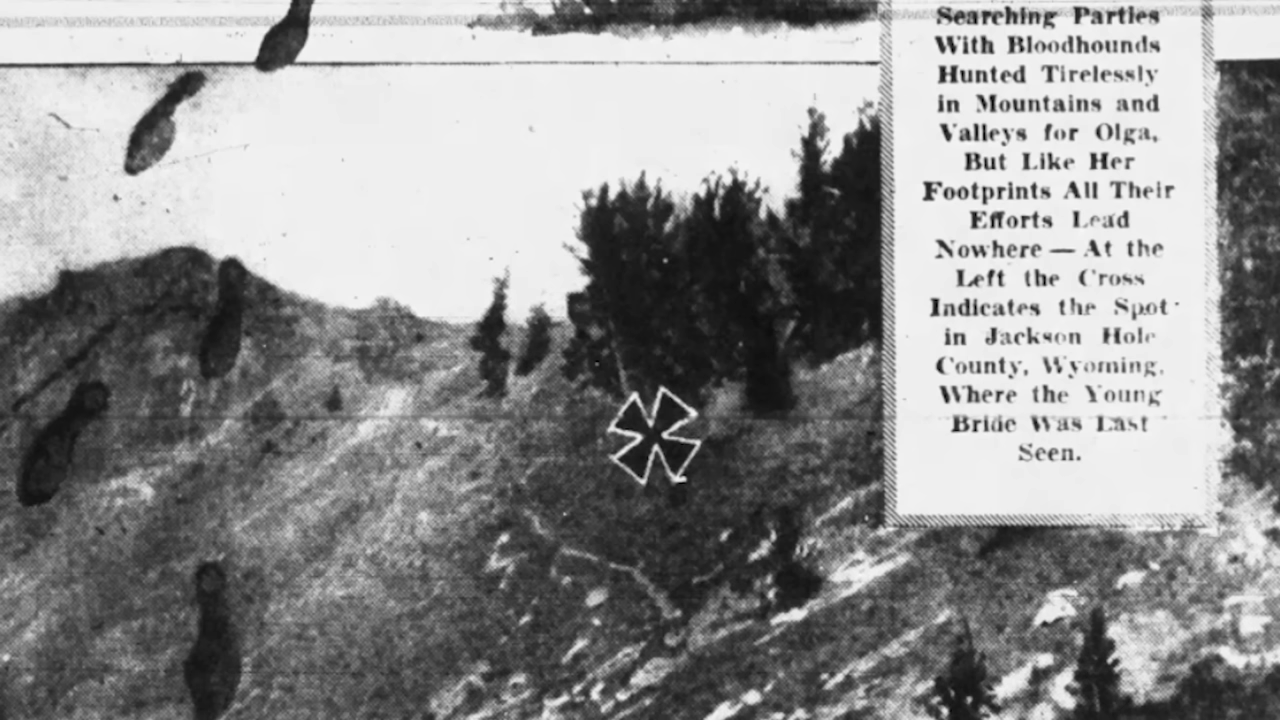 Searching Parties
With Bloodhounds
Hunted Tirelessly
in Mountains and
Valleys for Olga,
But Like Her
Footprints All Their
Efforts Lead
Nowhere — At the
Left the Cross
Indicates the Spot
in Jackson Hole
County, Wyoming,
Where the Young
Bride Was Last
Seen.